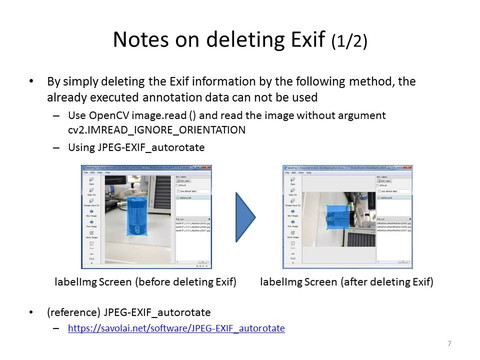 Notes on deleting Exif (1/2)
• By simply deleting the Exif information by the following method, the
already executed annotation data can not be used
– Use OpenCV image.read () and read the image without argument
cv2.IMREAD_IGNORE_ORIENTATION
– Using JPEG-EXIF_autorotate
labelImg Screen (before deleting Exif)
labelImg Screen (after deleting Exif)
• (reference) JPEG-EXIF_autorotate
– https://savolai.net/software/JPEG-EXIF_autorotate
7